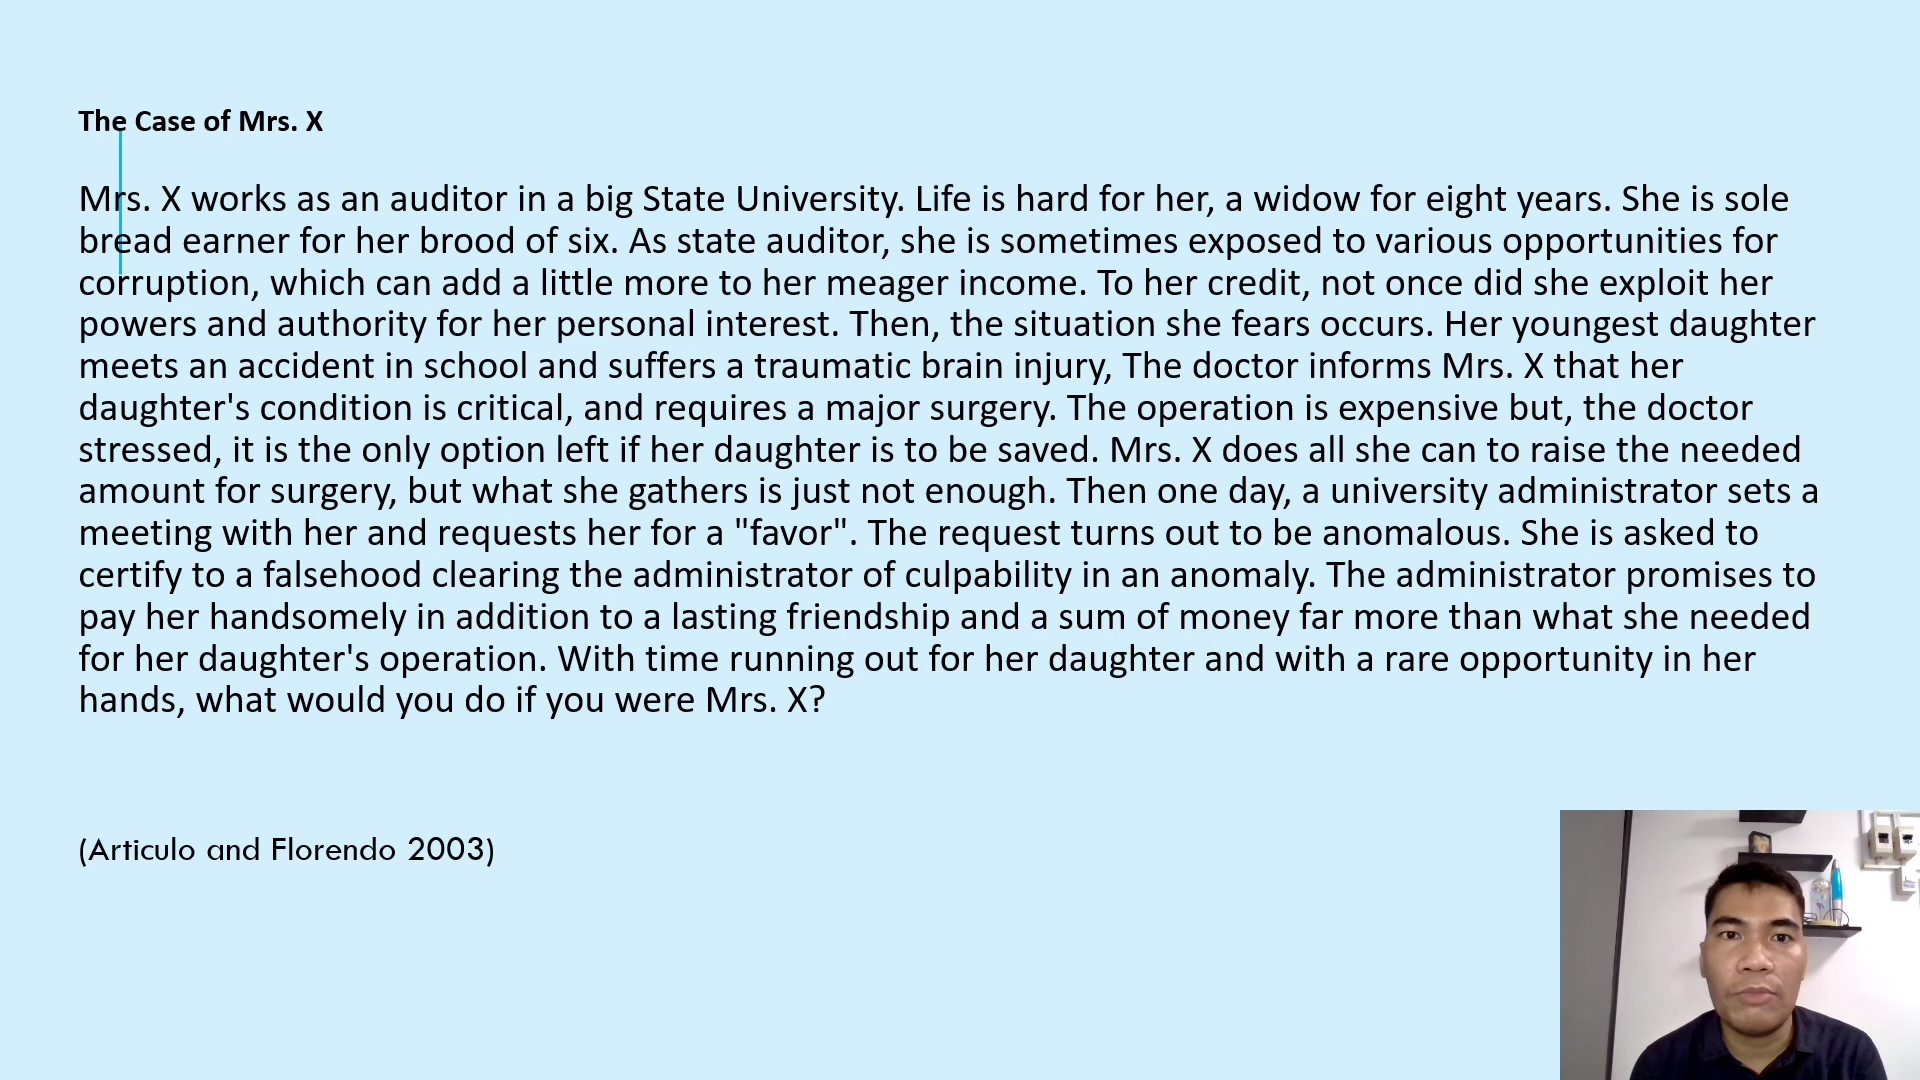 The Case of Mrs. X
Mrs. X works as an auditor in a big State University. Life is hard for her, a widow for eight years. She is sole
bread earner for her brood of six. As state auditor, she is sometimes exposed to various opportunities for
corruption, which can add a little more to her meager income. To her credit, not once did she exploit her
powers and authority for her personal interest. Then, the situation she fears occurs. Her youngest daughter
meets an accident in school and suffers a traumatic brain injury, The doctor informs Mrs. X that her
daughter's condition is critical, and requires a major surgery. The operation is expensive but, the doctor
stressed, it is the only option left if her daughter is to be saved. Mrs. X does all she can to raise the needed
amount for surgery, but what she gathers is just not enough. Then one day, a university administrator sets a
meeting with her and requests her for a "favor". The request turns out to be anomalous. She is asked to
certify to a falsehood clearing the administrator of culpability in an anomaly. The administrator promises to
pay her handsomely in addition to a lasting friendship and a sum of money far more than what she needed
for her daughter's operation. With time running out for her daughter and with a rare opportunity in her
hands, what would you do if you were Mrs. X?
(Articulo and Florendo 2003)